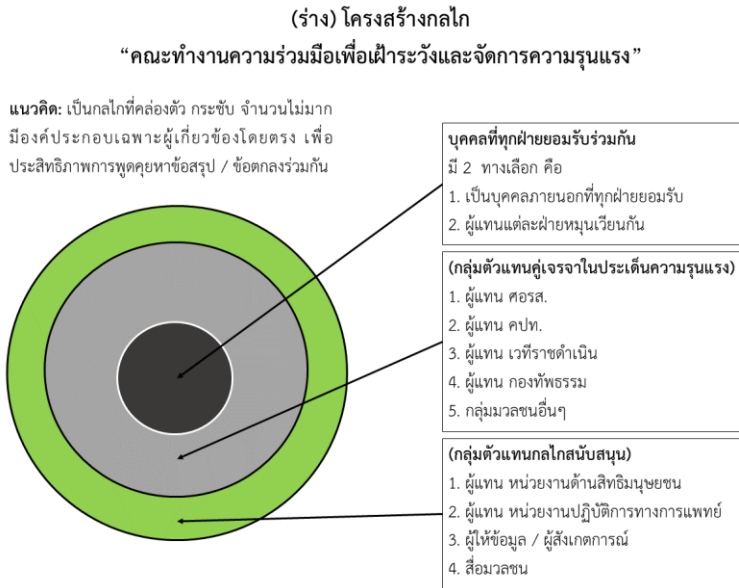 (ร่าง) โครงสร้างกลไก
“คณะทำงานความร่วมมือเพื่อเฝ้าระวังและจัดการความรุนแรง”
แนวคิด: เป็นกลไกที่คล่องตัว กระชับ จำนวนไม่มาก
มีองค์ประกอบเฉพาะผู้เกี่ยวข้องโดยตรง เพื่อ
ประสิทธิภาพการพูดคุยหาข้อสรุป / ข้อตกลงร่วมกัน
บุคคลที่ทุกฝ่ายยอมรับร่วมกัน
มี 2 ทางเลือก คือ
1. เป็นบุคคลภายนอกที่ทุกฝ่ายยอมรับ
2. ผู้แทนแต่ละฝ่ายหมุนเวียนกัน
(กลุ่มตัวแทนคู่เจรจาในประเด็นความรุนแรง)
1. ผู้แทน ศอรส.
2. ผู้แทน คปท.
3. ผู้แทน เวทีราชดำเนิน
4. ผู้แทน กองทัพธรรม
5. กลุ่มมวลชนอื่นๆ
(กลุ่มตัวแทนกลไกสนับสนุน)
1. ผู้แทน หน่วยงานด้านสิทธิมนุษยชน
2. ผู้แทน หน่วยงานปฏิบัติการทางการแพทย์
3. ผู้ให้ข้อมูล / ผู้สังเกตการณ์
4. สื่อมวลชน